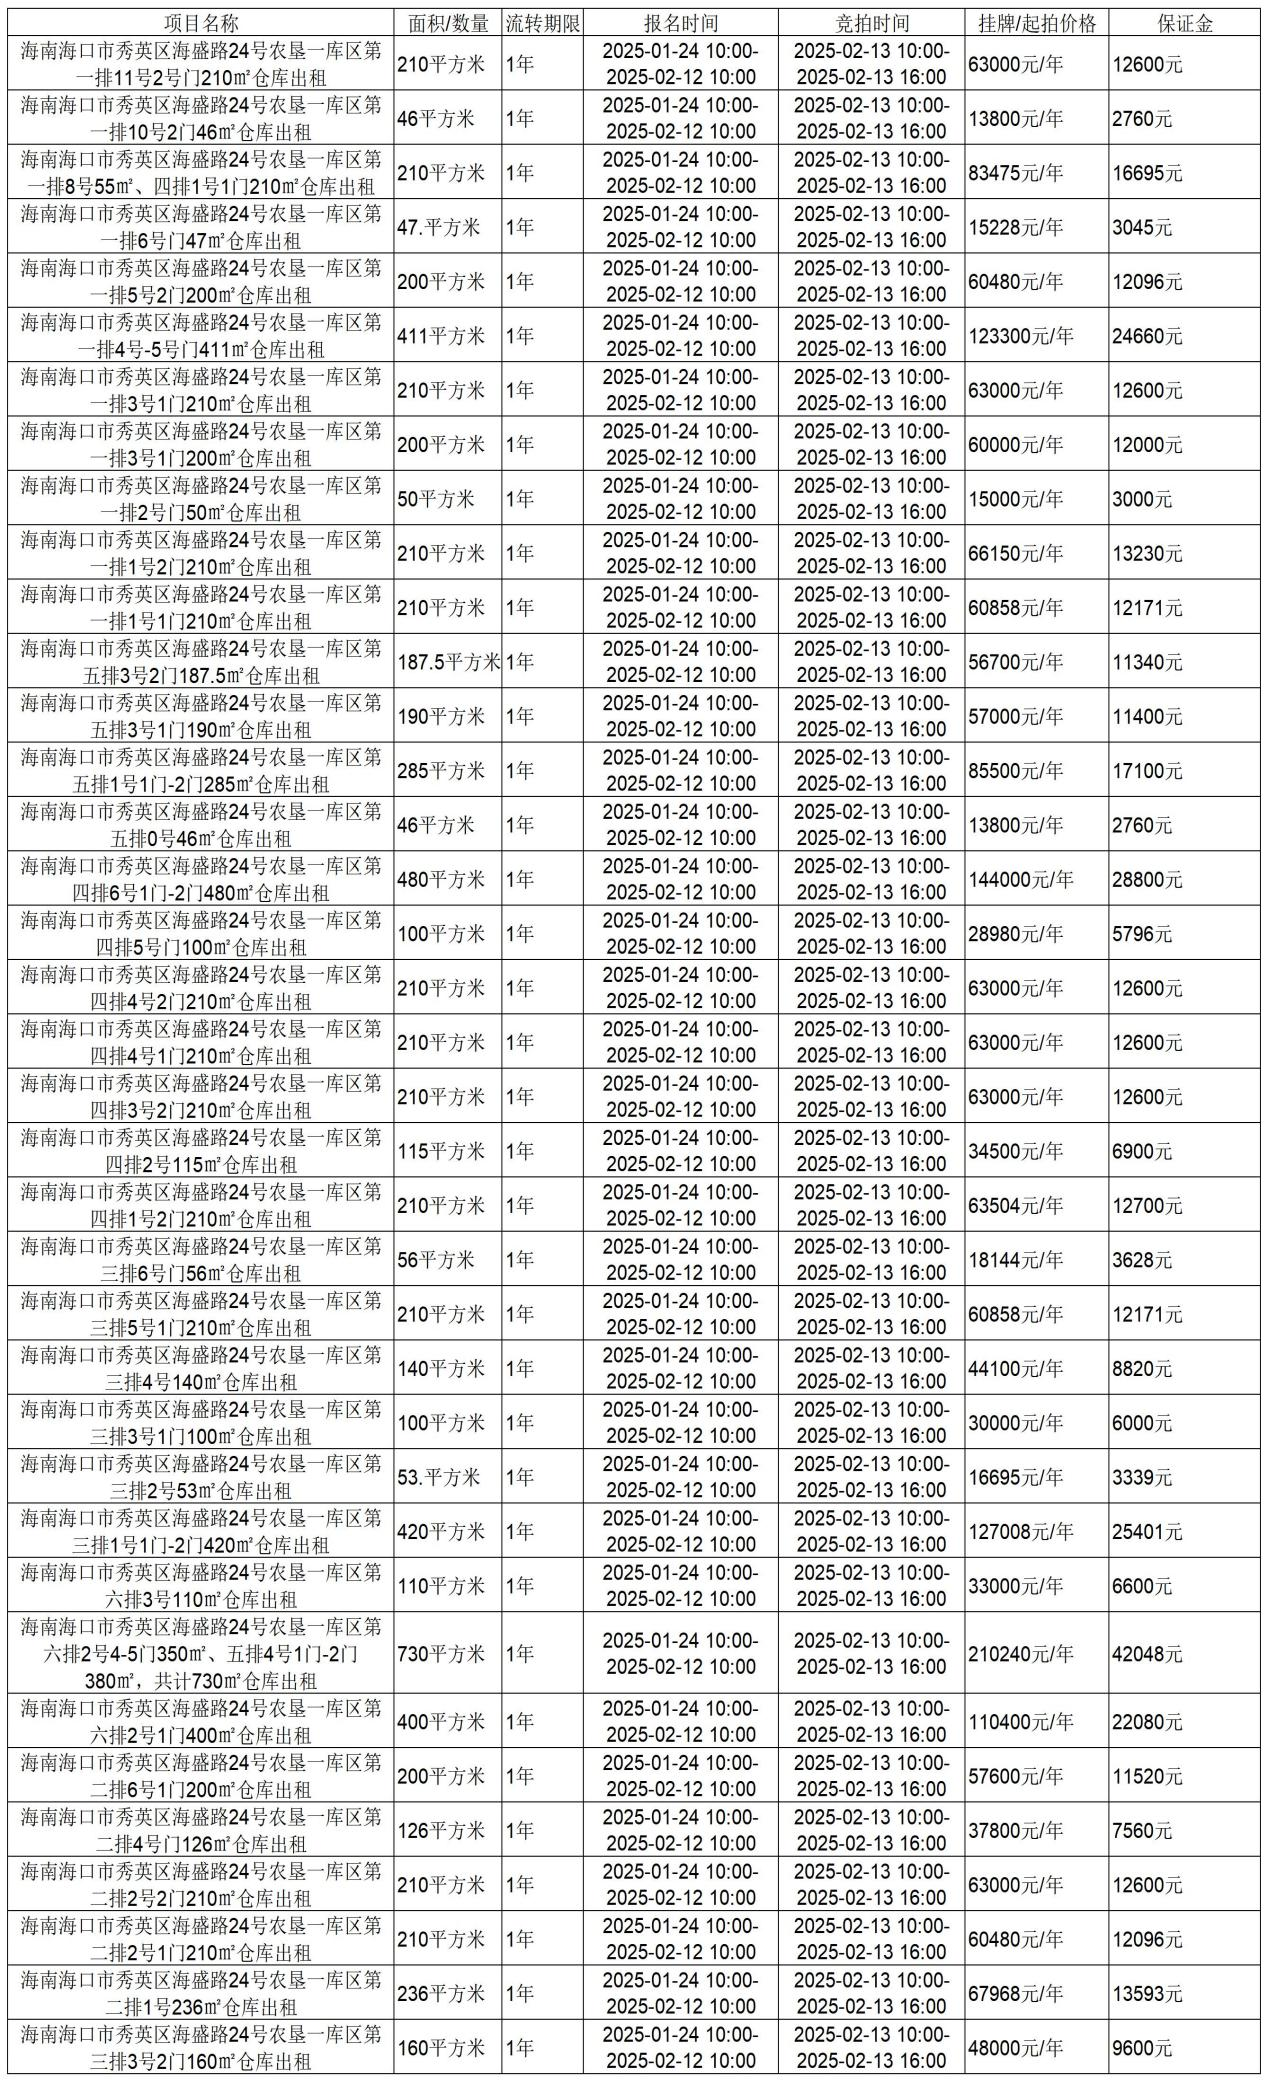 项目名称 面积/数量 流转期限 报名时间 竞拍时间 挂牌/起拍价格 保证金
海南海口市秀英区海盛路24号农垦一库区第一排11号2号门210㎡仓库出租 210平方米 1年 2025-01-24 10:00-2025-02-12 10:00 2025-02-13 10:00-2025-02-13 16:00 63000元/年 12600元
海南海口市秀英区海盛路24号农垦一库区第一排10号2门46㎡仓库出租 46平方米 1年 2025-01-24 10:00-2025-02-12 10:00 2025-02-13 10:00-2025-02-13 16:00 13800元/年 2760元
海南海口市秀英区海盛路24号农垦一库区第一排8号55㎡、四排1号1门210㎡仓库出租 210平方米 1年 2025-01-24 10:00-2025-02-12 10:00 2025-02-13 10:00-2025-02-13 16:00 83475元/年 16695元
海南海口市秀英区海盛路24号农垦一库区第一排6号门47㎡仓库出租 47.平方米 1年 2025-01-24 10:00-2025-02-12 10:00 2025-02-13 10:00-2025-02-13 16:00 15228元/年 3045元
海南海口市秀英区海盛路24号农垦一库区第一排5号2门200㎡仓库出租 200平方米 1年 2025-01-24 10:00-2025-02-12 10:00 2025-02-13 10:00-2025-02-13 16:00 60480元/年 12096元
海南海口市秀英区海盛路24号农垦一库区第一排4号-5号门411㎡仓库出租 411平方米 1年 2025-01-24 10:00-2025-02-12 10:00 2025-02-13 10:00-2025-02-13 16:00 123300元/年 24660元
海南海口市秀英区海盛路24号农垦一库区第一排3号1门210㎡仓库出租 210平方米 1年 2025-01-24 10:00-2025-02-12 10:00 2025-02-13 10:00-2025-02-13 16:00 63000元/年 12600元
海南海口市秀英区海盛路24号农垦一库区第一排3号1门200㎡仓库出租 200平方米 1年 2025-01-24 10:00-2025-02-12 10:00 2025-02-13 10:00-2025-02-13 16:00 60000元/年 12000元
海南海口市秀英区海盛路24号农垦一库区第一排2号门50㎡仓库出租 50平方米 1年 2025-01-24 10:00-2025-02-12 10:00 2025-02-13 10:00-2025-02-13 16:00 15000元/年 3000元
海南海口市秀英区海盛路24号农垦一库区第一排1号2门210㎡仓库出租 210平方米 1年 2025-01-24 10:00-2025-02-12 10:00 2025-02-13 10:00-2025-02-13 16:00 66150元/年 13230元
海南海口市秀英区海盛路24号农垦一库区第一排1号1门210㎡仓库出租 210平方米 1年 2025-01-24 10:00-2025-02-12 10:00 2025-02-13 10:00-2025-02-13 16:00 60858元/年 12171元
海南海口市秀英区海盛路24号农垦一库区第五排3号2门187.5㎡仓库出租 187.5平方米 1年 2025-01-24 10:00-2025-02-12 10:00 2025-02-13 10:00-2025-02-13 16:00 56700元/年 11340元
海南海口市秀英区海盛路24号农垦一库区第五排3号1门190㎡仓库出租 190平方米 1年 2025-01-24 10:00-2025-02-12 10:00 2025-02-13 10:00-2025-02-13 16:00 57000元/年 11400元
海南海口市秀英区海盛路24号农垦一库区第五排1号1门-2门285㎡仓库出租 285平方米 1年 2025-01-24 10:00-2025-02-12 10:00 2025-02-13 10:00-2025-02-13 16:00 85500元/年 17100元
海南海口市秀英区海盛路24号农垦一库区第五排0号46㎡仓库出租 46平方米 1年 2025-01-24 10:00-2025-02-12 10:00 2025-02-13 10:00-2025-02-13 16:00 13800元/年 2760元
海南海口市秀英区海盛路24号农垦一库区第四排6号1门-2门480㎡仓库出租 480平方米 1年 2025-01-24 10:00-2025-02-12 10:00 2025-02-13 10:00-2025-02-13 16:00 144000元/年 28800元
海南海口市秀英区海盛路24号农垦一库区第四排5号门100㎡仓库出租 100平方米 1年 2025-01-24 10:00-2025-02-12 10:00 2025-02-13 10:00-2025-02-13 16:00 28980元/年 5796元
海南海口市秀英区海盛路24号农垦一库区第四排4号2门210㎡仓库出租 210平方米 1年 2025-01-24 10:00-2025-02-12 10:00 2025-02-13 10:00-2025-02-13 16:00 63000元/年 12600元
海南海口市秀英区海盛路24号农垦一库区第四排4号1门210㎡仓库出租 210平方米 1年 2025-01-24 10:00-2025-02-12 10:00 2025-02-13 10:00-2025-02-13 16:00 63000元/年 12600元
海南海口市秀英区海盛路24号农垦一库区第四排3号2门210㎡仓库出租 210平方米 1年 2025-01-24 10:00-2025-02-12 10:00 2025-02-13 10:00-2025-02-13 16:00 63000元/年 12600元
海南海口市秀英区海盛路24号农垦一库区第四排2号115㎡仓库出租 115平方米 1年 2025-01-24 10:00-2025-02-12 10:00 2025-02-13 10:00-2025-02-13 16:00 34500元/年 6900元
海南海口市秀英区海盛路24号农垦一库区第四排1号2门210㎡仓库出租 210平方米 1年 2025-01-24 10:00-2025-02-12 10:00 2025-02-13 10:00-2025-02-13 16:00 63504元/年 12700元
海南海口市秀英区海盛路24号农垦一库区第三排6号门56㎡仓库出租 56平方米 1年 2025-01-24 10:00-2025-02-12 10:00 2025-02-13 10:00-2025-02-13 16:00 18144元/年 3628元
海南海口市秀英区海盛路24号农垦一库区第三排5号1门210㎡仓库出租 210平方米 1年 2025-01-24 10:00-2025-02-12 10:00 2025-02-13 10:00-2025-02-13 16:00 60858元/年 12171元
海南海口市秀英区海盛路24号农垦一库区第三排4号140㎡仓库出租 140平方米 1年 2025-01-24 10:00-2025-02-12 10:00 2025-02-13 10:00-2025-02-13 16:00 44100元/年 8820元
海南海口市秀英区海盛路24号农垦一库区第三排3号1门100㎡仓库出租 100平方米 1年 2025-01-24 10:00-2025-02-12 10:00 2025-02-13 10:00-2025-02-13 16:00 30000元/年 6000元
海南海口市秀英区海盛路24号农垦一库区第三排2号53㎡仓库出租 53.平方米 1年 2025-01-24 10:00-2025-02-12 10:00 2025-02-13 10:00-2025-02-13 16:00 16695元/年 3339元
海南海口市秀英区海盛路24号农垦一库区第三排1号1门-2门420㎡仓库出租 420平方米 1年 2025-01-24 10:00-2025-02-12 10:00 2025-02-13 10:00-2025-02-13 16:00 127008元/年 25401元
海南海口市秀英区海盛路24号农垦一库区第六排3号110㎡仓库出租 110平方米 1年 2025-01-24 10:00-2025-02-12 10:00 2025-02-13 10:00-2025-02-13 16:00 33000元/年 6600元
海南海口市秀英区海盛路24号农垦一库区第六排2号4-5门350㎡、五排4号1门-2门380㎡，共计730㎡仓库出租 730平方米 1年 2025-01-24 10:00-2025-02-12 10:00 2025-02-13 10:00-2025-02-13 16:00 210240元/年 42048元
海南海口市秀英区海盛路24号农垦一库区第六排2号1门400㎡仓库出租 400平方米 1年 2025-01-24 10:00-2025-02-12 10:00 2025-02-13 10:00-2025-02-13 16:00 110400元/年 22080元
海南海口市秀英区海盛路24号农垦一库区第二排6号1门200㎡仓库出租 200平方米 1年 2025-01-24 10:00-2025-02-12 10:00 2025-02-13 10:00-2025-02-13 16:00 57600元/年 11520元
海南海口市秀英区海盛路24号农垦一库区第二排4号门126㎡仓库出租 126平方米 1年 2025-01-24 10:00-2025-02-12 10:00 2025-02-13 10:00-2025-02-13 16:00 37800元/年 7560元
海南海口市秀英区海盛路24号农垦一库区第二排2号2门210㎡仓库出租 210平方米 1年 2025-01-24 10:00-2025-02-12 10:00 2025-02-13 10:00-2025-02-13 16:00 63000元/年 12600元
海南海口市秀英区海盛路24号农垦一库区第二排2号1门210㎡仓库出租 210平方米 1年 2025-01-24 10:00-2025-02-12 10:00 2025-02-13 10:00-2025-02-13 16:00 60480元/年 12096元
海南海口市秀英区海盛路24号农垦一库区第二排1号236㎡仓库出租 236平方米 1年 2025-01-24 10:00-2025-02-12 10:00 2025-02-13 10:00-2025-02-13 16:00 67968元/年 13593元
海南海口市秀英区海盛路24号农垦一库区第三排3号2门160㎡仓库出租 160平方米 1年 2025-01-24 10:00-2025-02-12 10:00 2025-02-13 10:00-2025-02-13 16:00 48000元/年 9600元